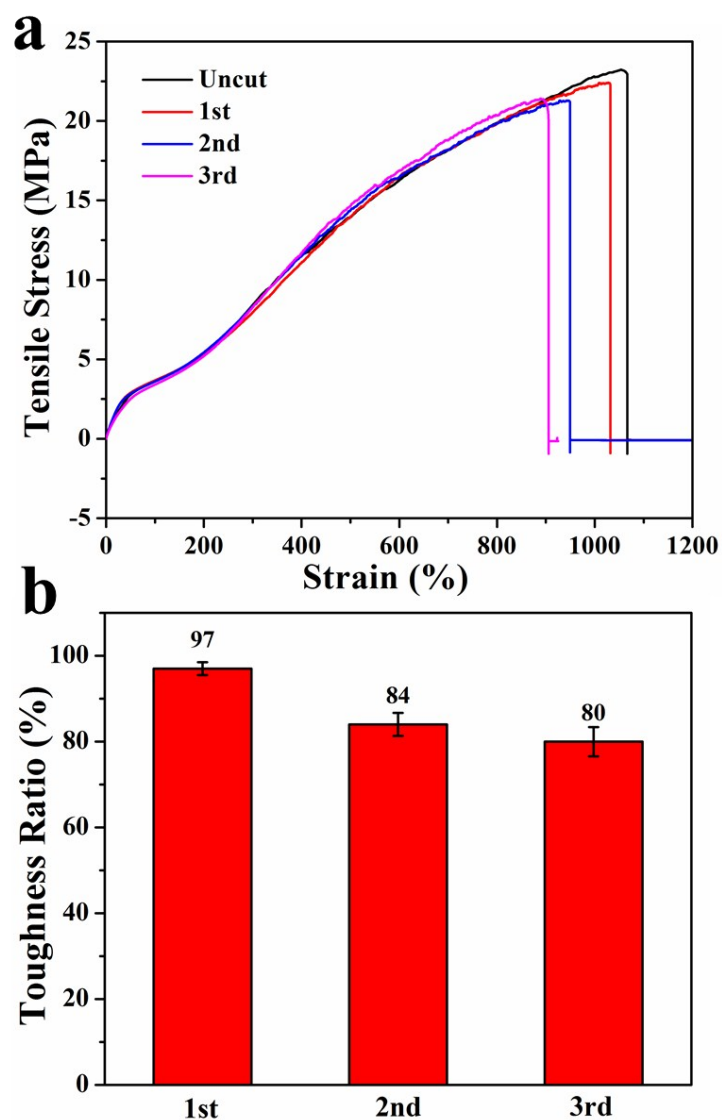 a
25
20
15
10
5
0
-5
Tensile Stress (MPa)
Uncut
1st
2nd
3rd
0 200 400 600 800 1000 1200
Strain (%)
b
100
80
60
40
20
0
Toughness Ratio (%)
97
84
80
1st 2nd 3rd